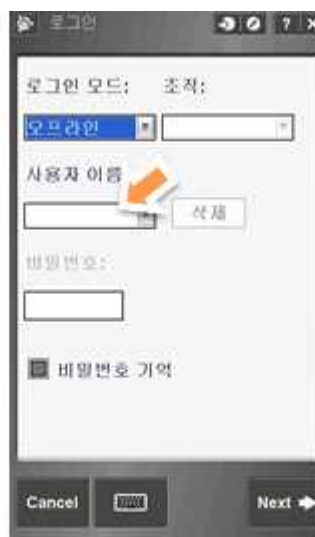 로그인
로그인 모드: 조작:
오프라인
사용자 이름
삭제
비밀번호:
비밀번호 기억
Cancel Next